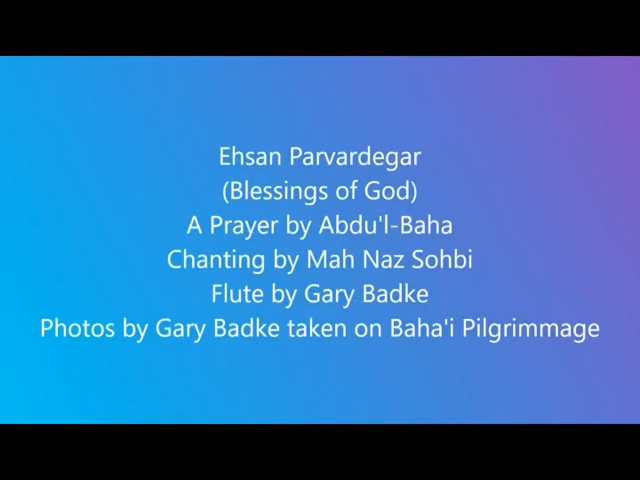 Ehsan Parvardegar
(Blessings of God)
A Prayer by Abdu'l-Baha
Chanting by Mah Naz Sohbi
Flute by Gary Badke
Photos by Gary Badke taken on Baha'i Pilgrimmage